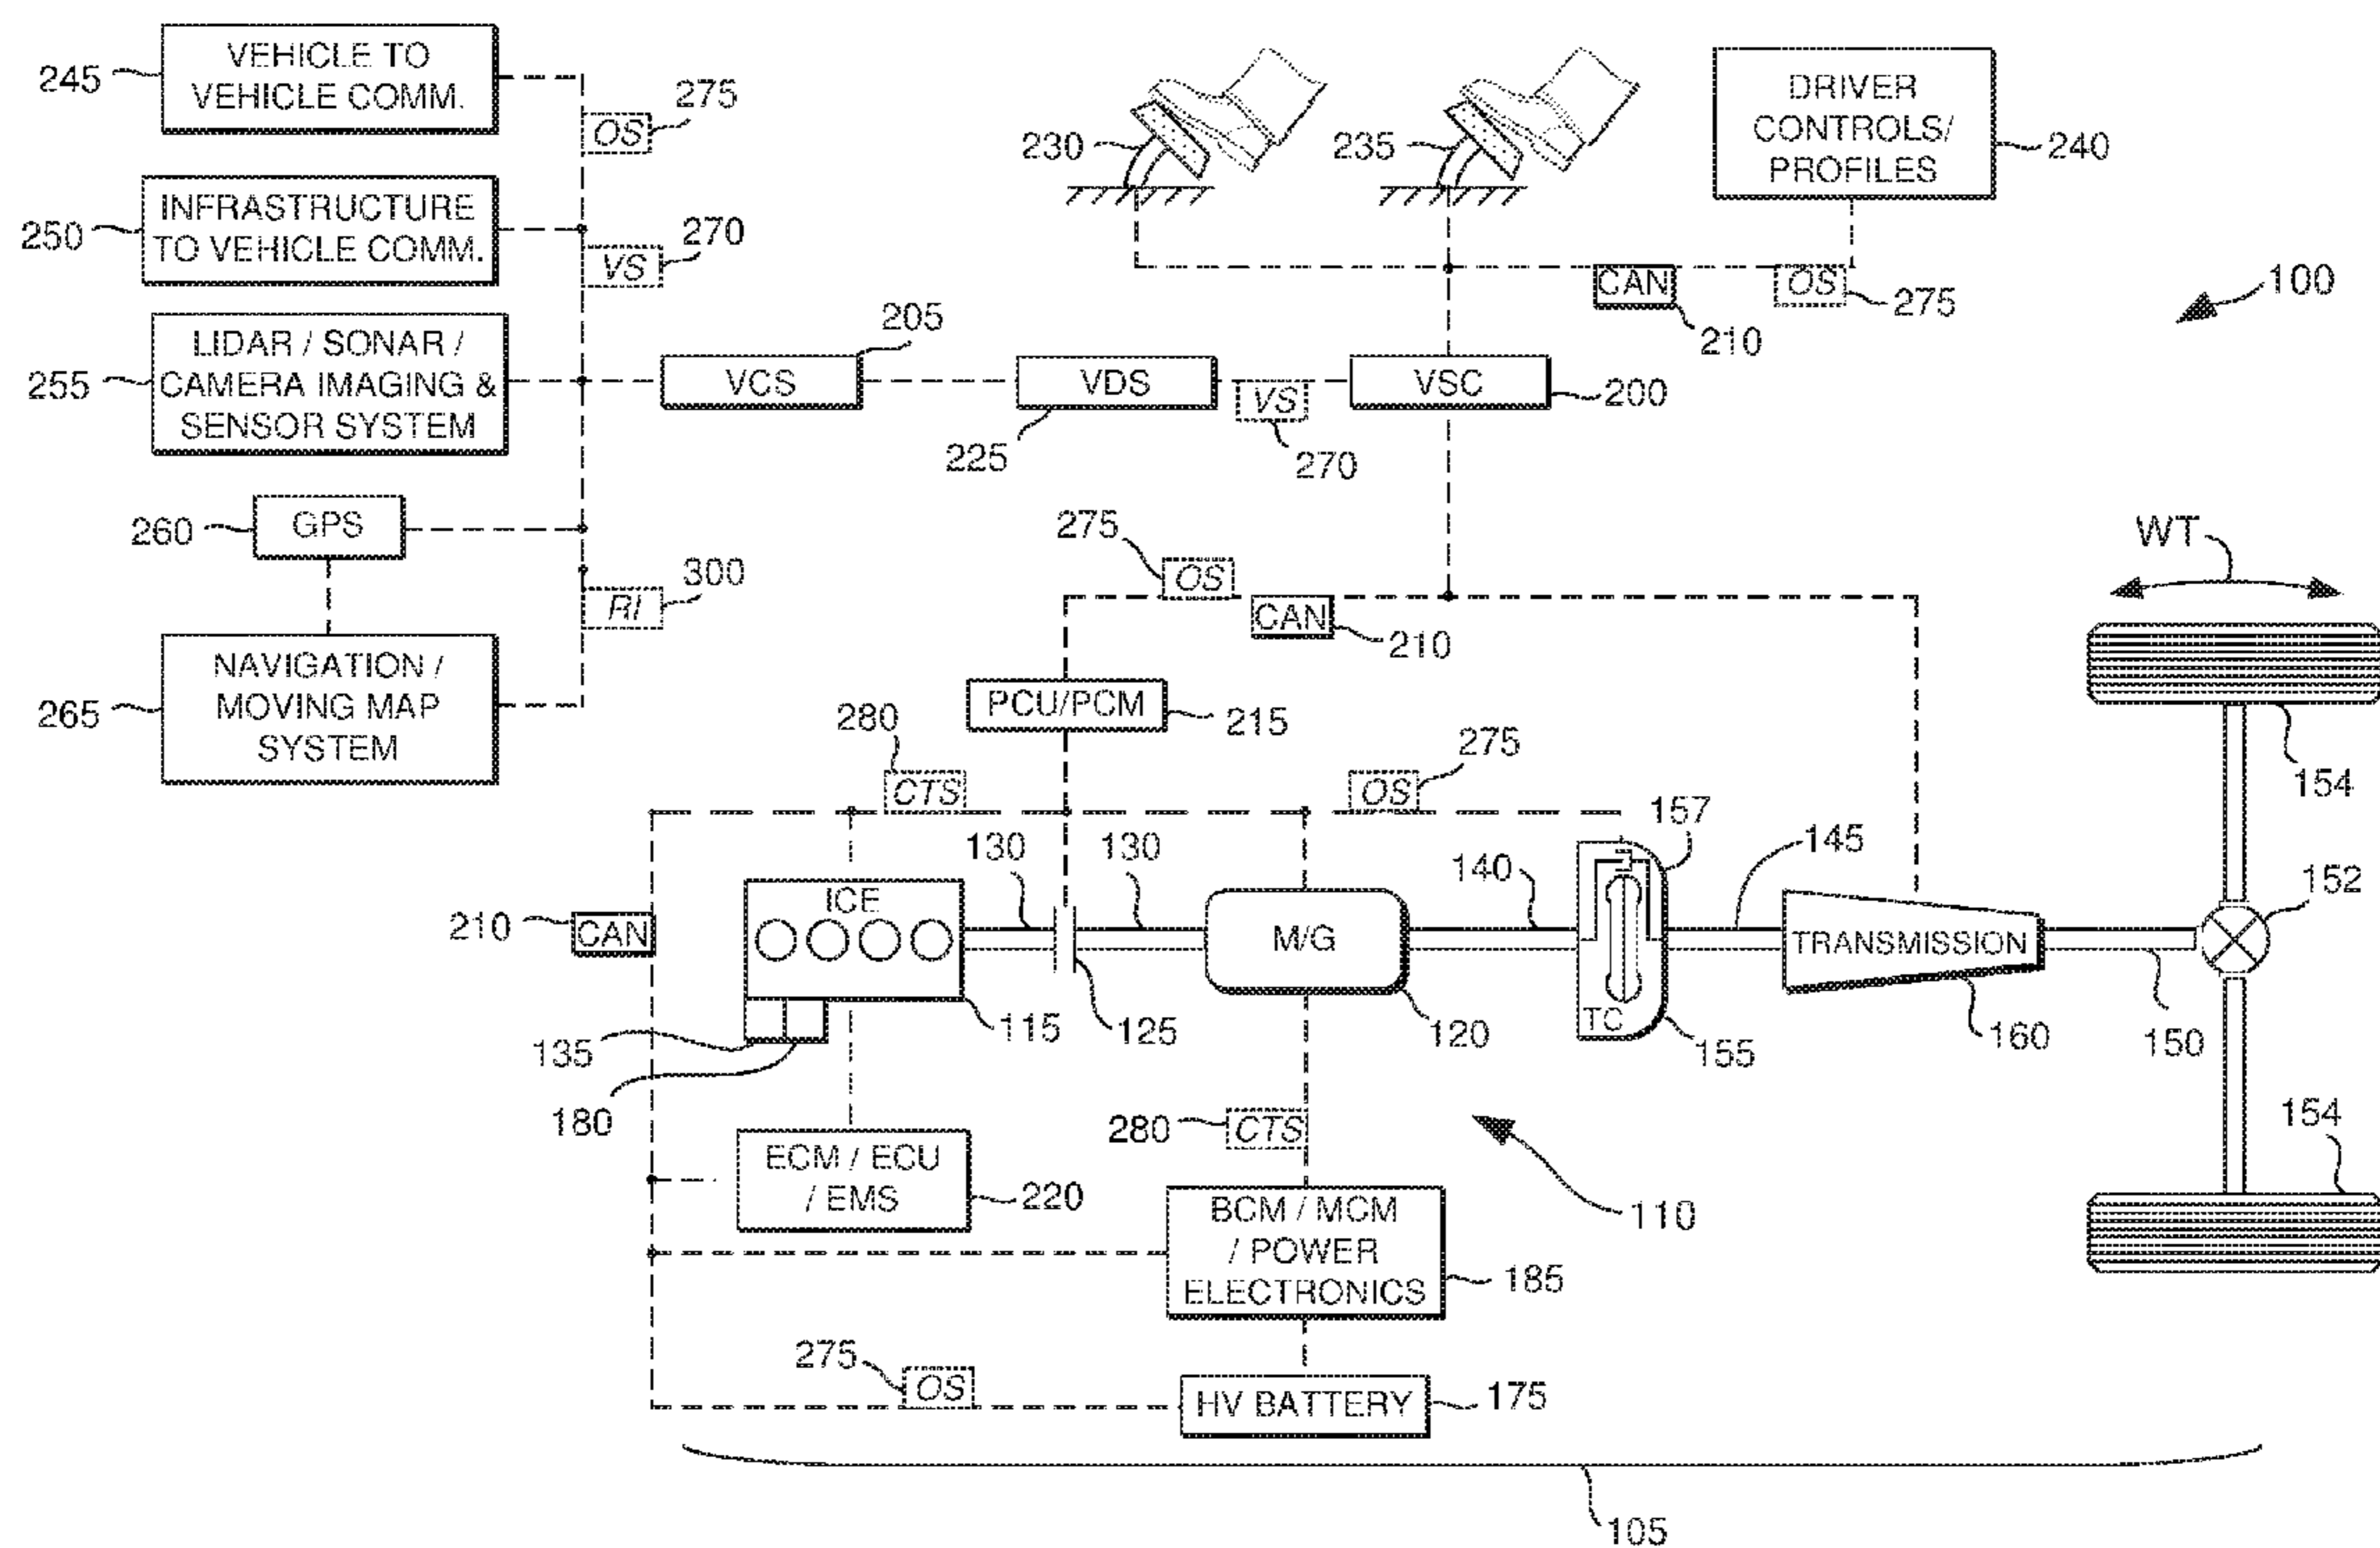 VEHICLE TO
VEHICLE COMM.
245
OS
275
INFRASTRUCTURE
TO VEHICLE COMM.
250
VS
270
LIDAR / SONAR /
CAMERA IMAGING &
SENSOR SYSTEM
255
GPS
260
RI
300
NAVIGATION /
MOVING MAP
SYSTEM
265
230
235
DRIVER
CONTROLS/
PROFILES
240
CAN
210
OS
275
100
VCS
205
VDS
225
VS
270
VSC
200
275
OS
CAN
210
WT
PCU/PCM
215
280
CTS
275
OS
154
157
130
130
140
145
152
210
CAN
ICE
M/G
TC
TRANSMISSION
135
180
115
125
120
155
160
150
280
CTS
110
154
ECM / ECU
/ EMS
220
BCM / MCM
/ POWER
ELECTRONICS
185
275
OS
HV BATTERY
175
105